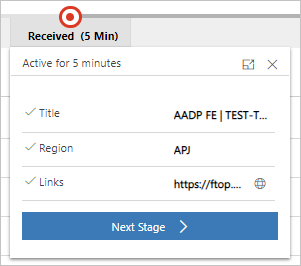 Received (5 Min)
Active for 5 minutes
Title AADP FE | TEST-T...
Region APJ
Links https://ftop....
Next Stage